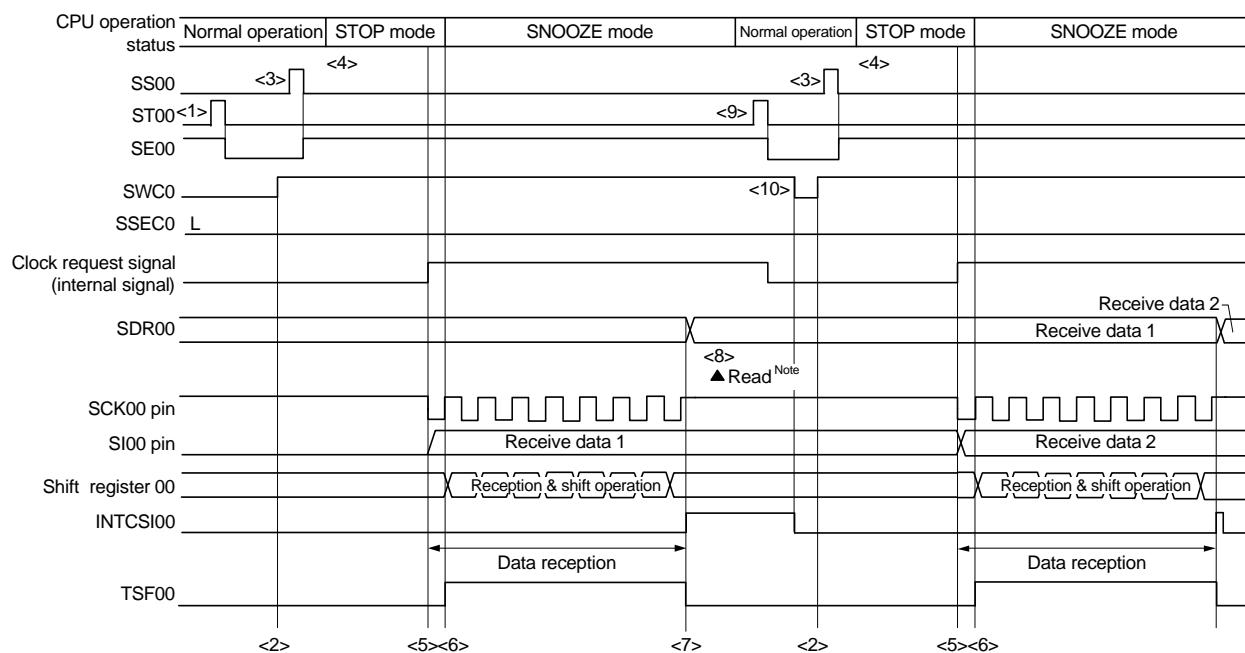 CPU operation status
Normal operation STOP mode SNOOZE mode Normal operation STOP mode SNOOZE mode
<4> <4>
SS00 <3> <3>
ST00 <1> <9>
SE00
SWC0 <10>
SSEC0 L
Clock request signal
(internal signal)
Receive data 2
SDR00 Receive data 1
<8>
▲ Read Note
SCK00 pin
SI00 pin Receive data 1 Receive data 2
Shift register 00 Reception & shift operation Reception & shift operation
INTCSI00
Data reception Data reception
TSF00
<2> <5><6> <7> <2> <5><6>